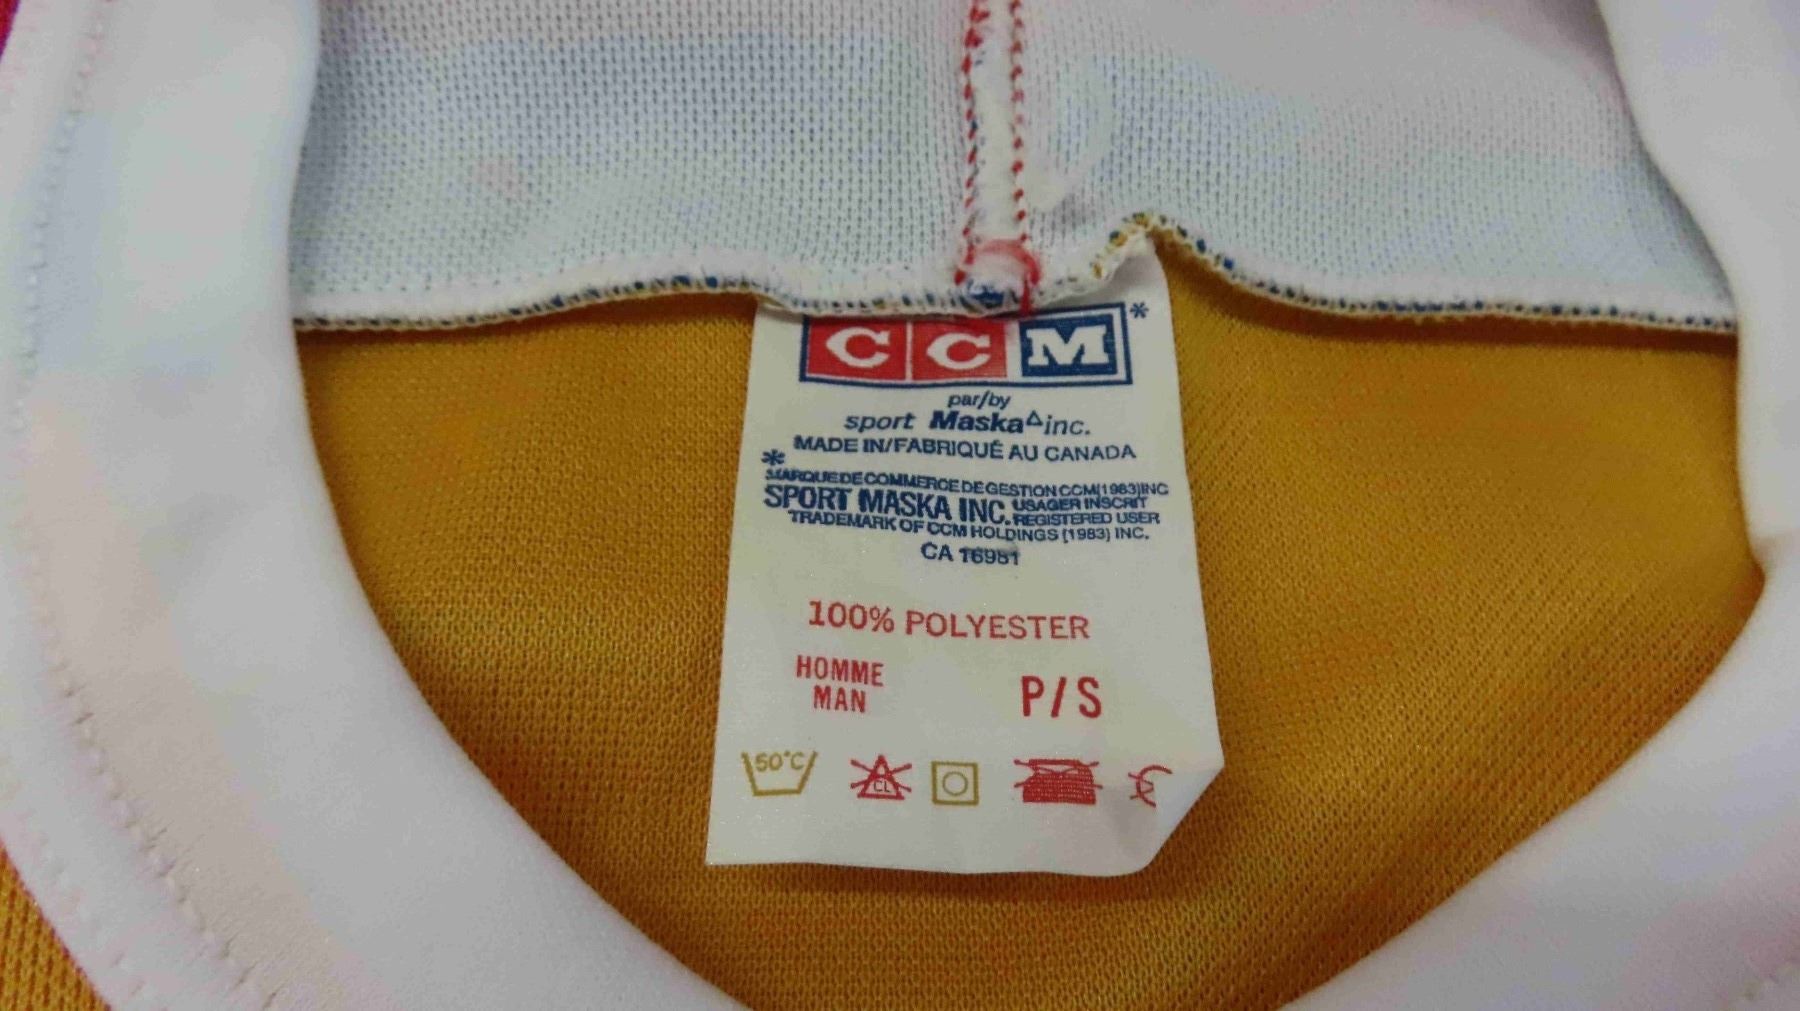 CCM*
par/by
sport Maska△inc.
MADE IN/FABRIQUÉ AU CANADA
*
MARQUE DE COMMERCE DE GESTION CCM(1983)INC
SPORT MASKA INC. USAGER INSCRIT
REGISTERED USER
TRADEMARK OF CCM HOLDINGS (1983) INC.
CA 16981
100% POLYESTER
HOMME
MAN
P/S
50°C
CL